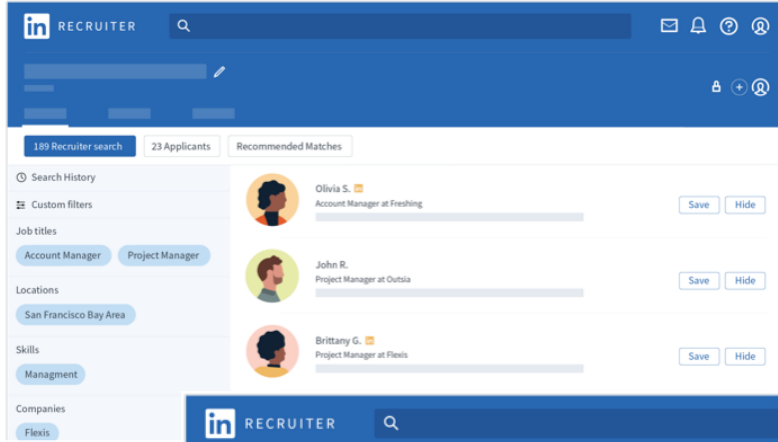 in RECRUITER
189 Recruiter search 23 Applicants Recommended Matches
Search History
Custom filters
Job titles
Account Manager Project Manager
Locations
San Francisco Bay Area
Skills
Managment
Companies
Flexis
Olivia S. in
Account Manager at Freshing
Save Hide
John R.
Project Manager at Outsia
Save Hide
Brittany G. in
Project Manager at Flexis
Save Hide
in RECRUITER